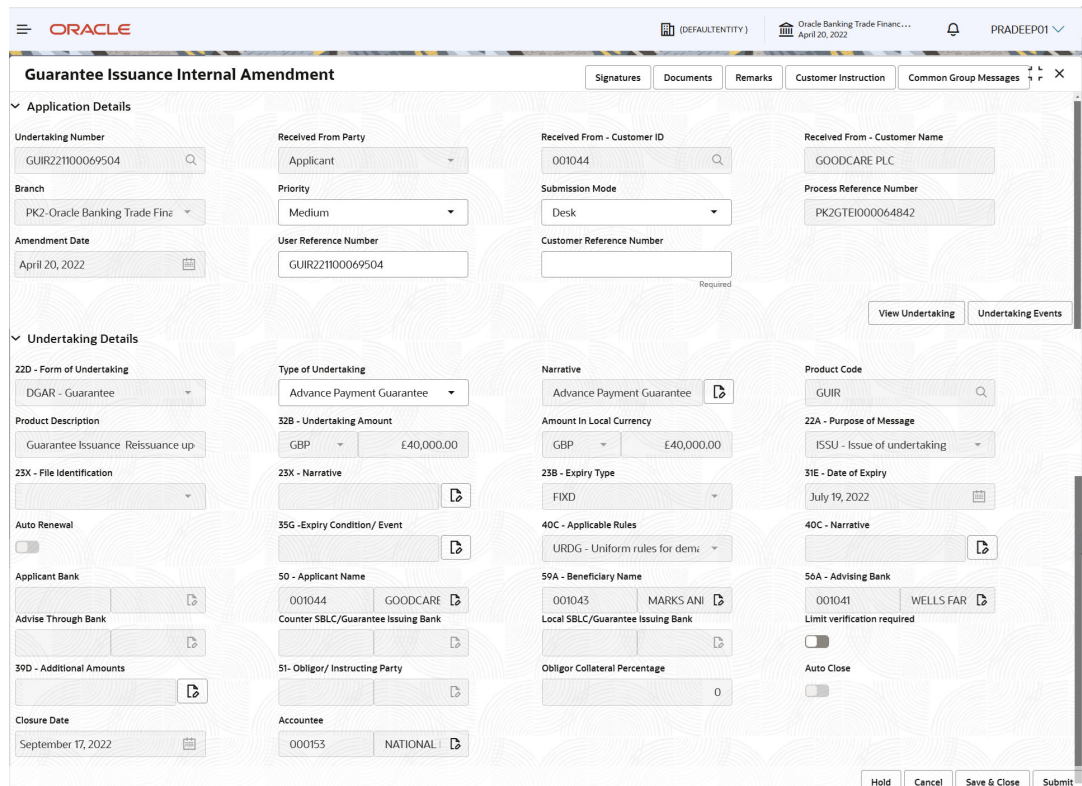 ORACLE
(DEFAULTENTITY)
Oracle Banking Trade Financ...
April 20, 2022
PRADEEP01
Guarantee Issuance Internal Amendment
Signatures
Documents
Remarks
Customer Instruction
Common Group Messages
Application Details
Undertaking Number
Received From Party
Received From - Customer ID
Received From - Customer Name
GUIR221100069504
Applicant
001044
GOODCARE PLC
Branch
Priority
Submission Mode
Process Reference Number
PK2-Oracle Banking Trade Fina
Medium
Desk
PK2GTEI000064842
Amendment Date
User Reference Number
Customer Reference Number
April 20, 2022
GUIR221100069504
Required
View Undertaking
Undertaking Events
Undertaking Details
22D - Form of Undertaking
Type of Undertaking
Narrative
Product Code
DGAR - Guarantee
Advance Payment Guarantee
Advance Payment Guarantee
GUIR
Product Description
32B - Undertaking Amount
Amount In Local Currency
22A - Purpose of Message
Guarantee Issuance Reissuance up
GBP
£40,000.00
GBP
£40,000.00
ISSU - Issue of undertaking
23X - File Identification
23X - Narrative
23B - Expiry Type
31E - Date of Expiry
FIXD
July 19, 2022
Auto Renewal
35G -Expiry Condition/ Event
40C - Applicable Rules
40C - Narrative
URDG - Uniform rules for dema
Applicant Bank
50 - Applicant Name
59A - Beneficiary Name
56A - Advising Bank
001044
GOODCARE
001043
MARKS ANI
001041
WELLS FAR
Advise Through Bank
Counter SBLC/Guarantee Issuing Bank
Local SBLC/Guarantee Issuing Bank
Limit verification required
39D - Additional Amounts
51- Obligor/ Instructing Party
Obligor Collateral Percentage
Auto Close
0
Closure Date
Accountee
September 17, 2022
000153
NATIONAL
Hold
Cancel
Save & Close
Submit